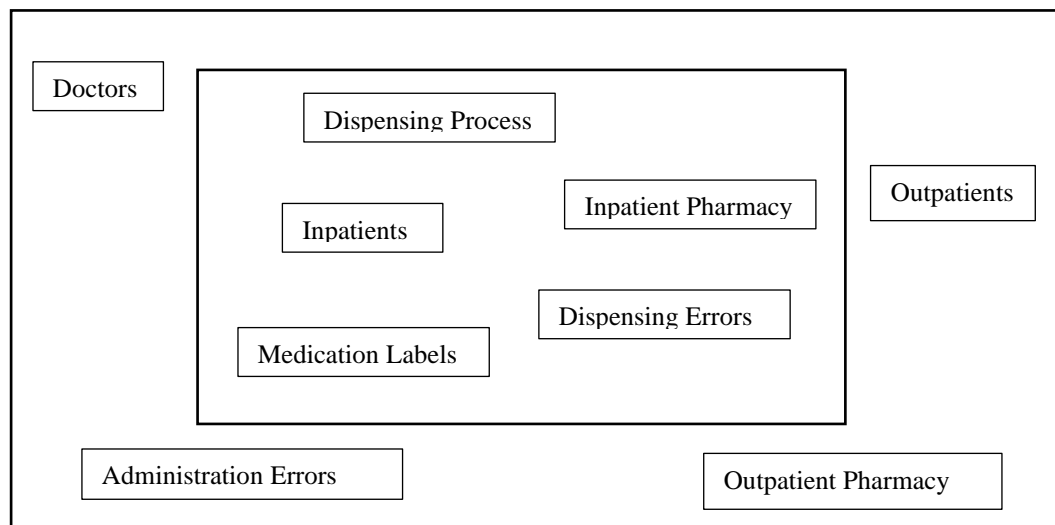 Doctors
Dispensing Process
Outpatients
Inpatient Pharmacy
Inpatients
Dispensing Errors
Medication Labels
Administration Errors
Outpatient Pharmacy